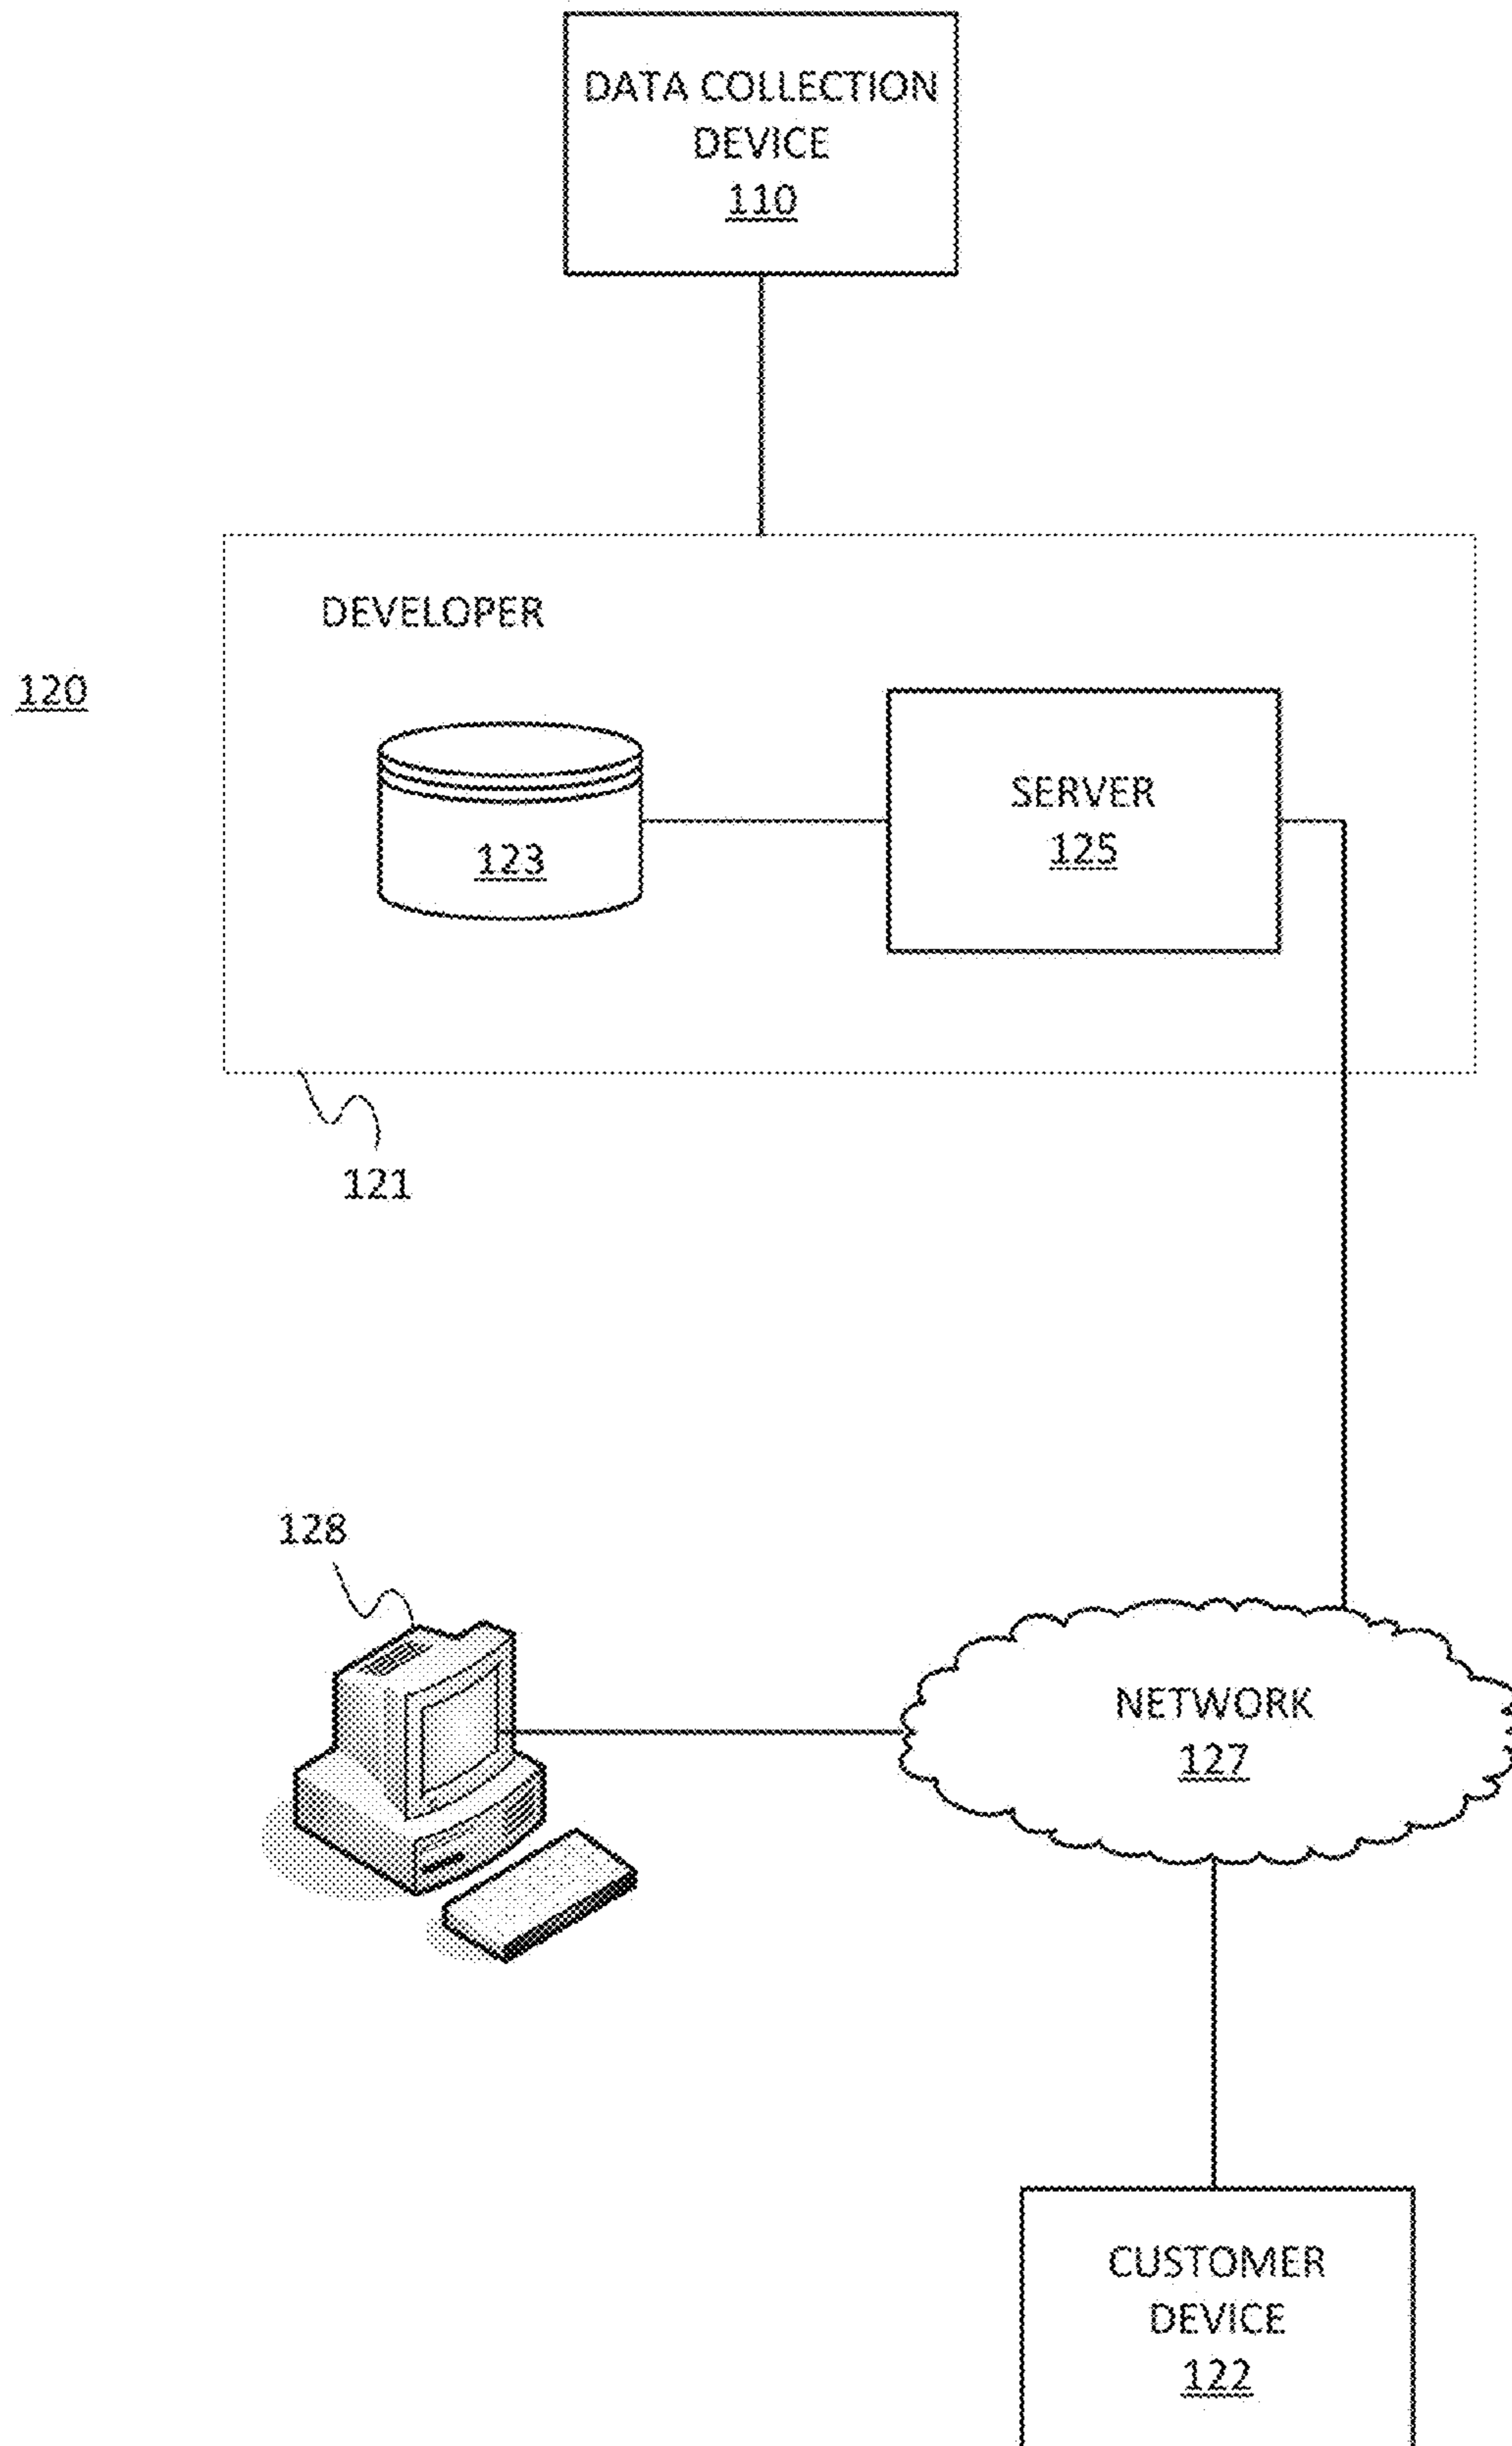 DATA COLLECTION
DEVICE
110
DEVELOPER
120
SERVER
123
125
121
128
NETWORK
127
CUSTOMER
DEVICE
122